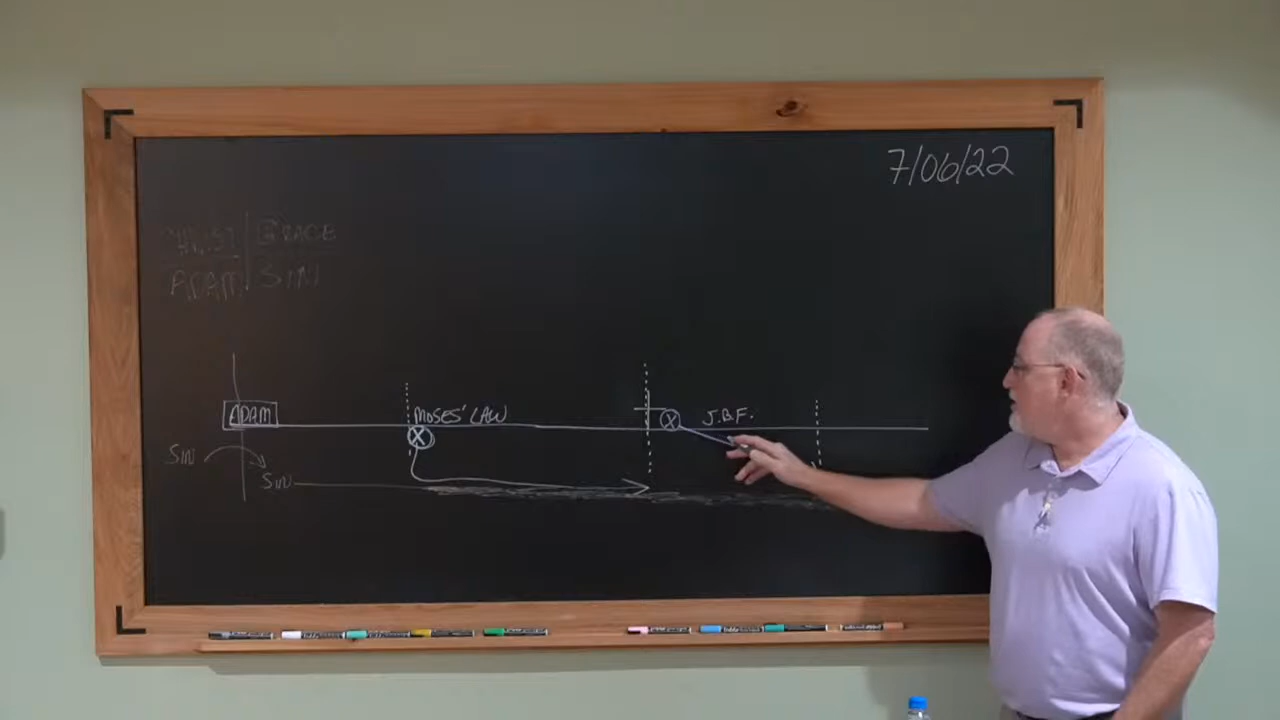 7/06/22
CHRIST GRACE
ADAM SIN
ADAM MOSES' LAW X J.B.F.
X
SIN SIN